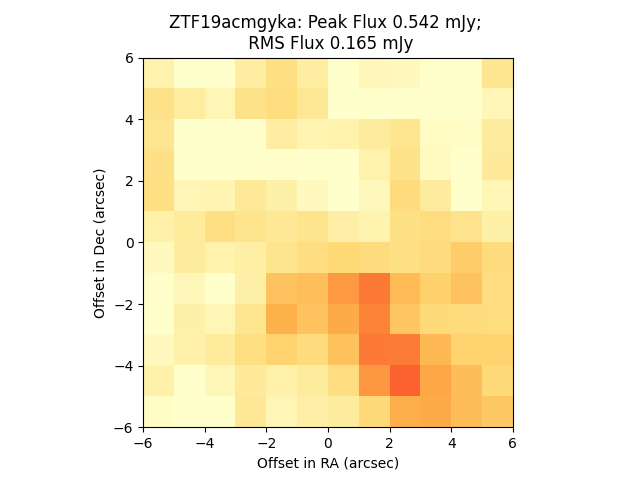 ZTF19acmgyka: Peak Flux 0.542 mJy;
RMS Flux 0.165 mJy
6
4
2
0
−2
−4
−6
Offset in Dec (arcsec)
−6 −4 −2 0 2 4 6
Offset in RA (arcsec)